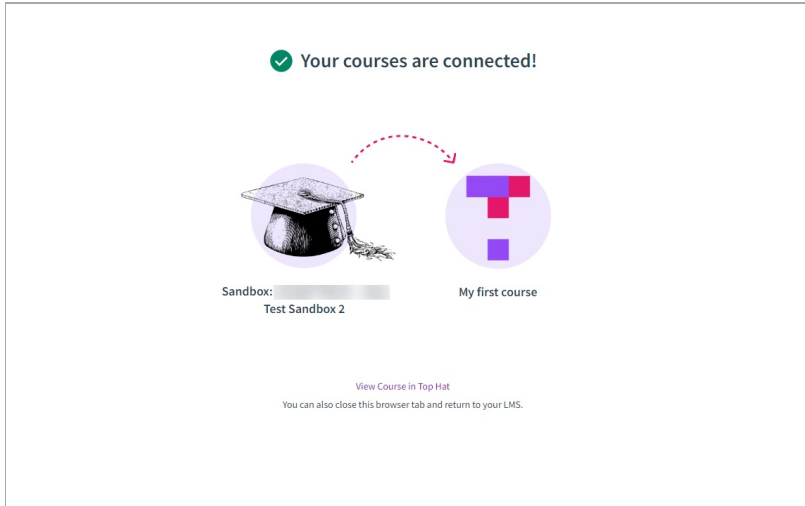 Your courses are connected!
Sandbox:
Test Sandbox 2
My first course
View Course in Top Hat
You can also close this browser tab and return to your LMS.